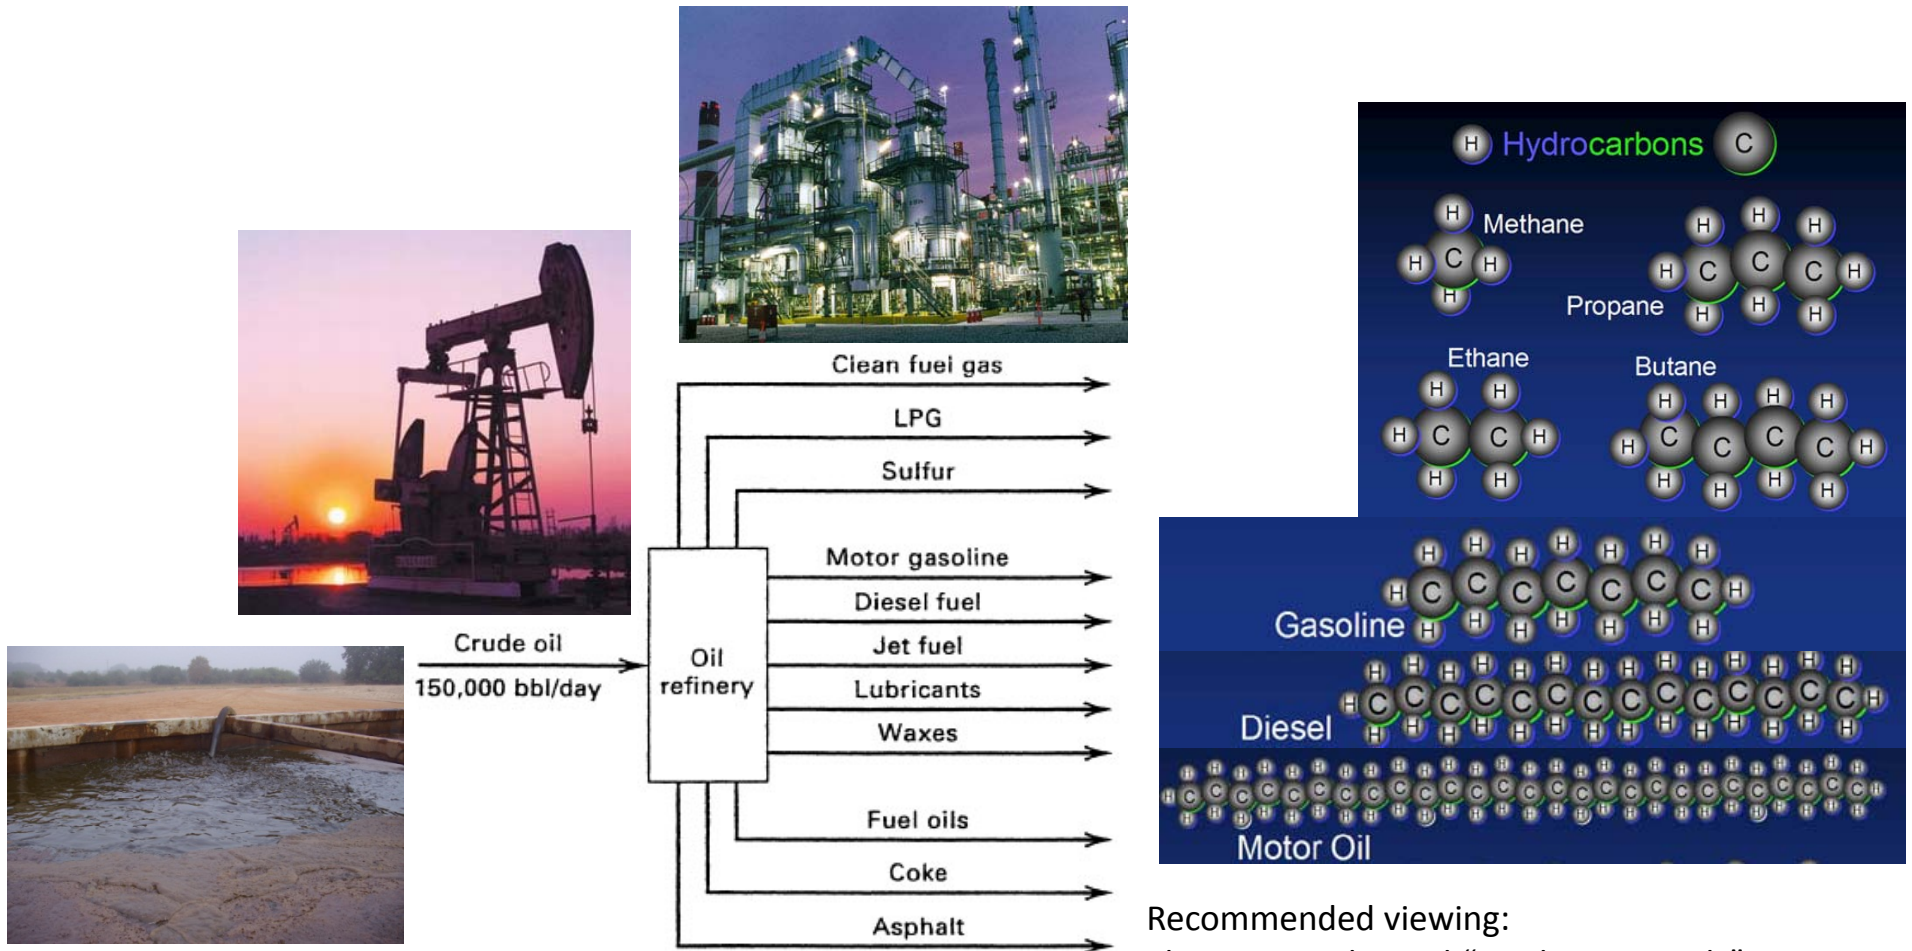 Clean fuel gas
LPG
Sulfur
Motor gasoline
Diesel fuel
Jet fuel
Lubricants
Waxes
Fuel oils
Coke
Asphalt
Crude oil
150,000 bbl/day
Oil
refinery
H Hydrocarbons C
Methane
H
H C H
H
Propane
H H H
H C C C H
H H H
Ethane
H H
H C C H
H H
Butane
H H H H
H C C C C H
H H H H
Gasoline
H H H H H H H
H C C C C C C C H
H H H H H H H
Diesel
Motor Oil
Recommended viewing: